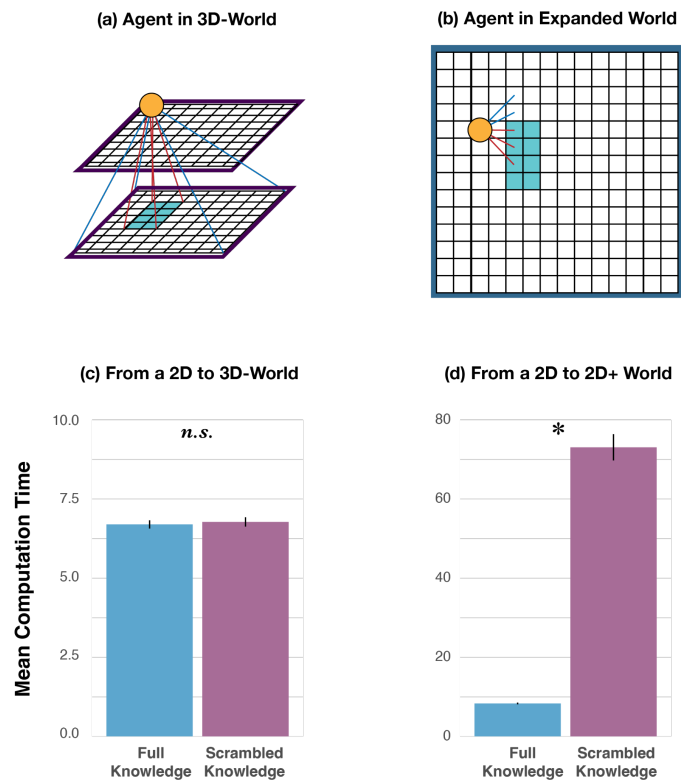 (a) Agent in 3D-World
(b) Agent in Expanded World
(c) From a 2D to 3D-World
(d) From a 2D to 2D+ World
Mean Computation Time
10.0
7.5
5.0
2.5
0.0
n.s.
Full
Knowledge
Scrambled
Knowledge
80
60
40
20
0
*
Full
Knowledge
Scrambled
Knowledge